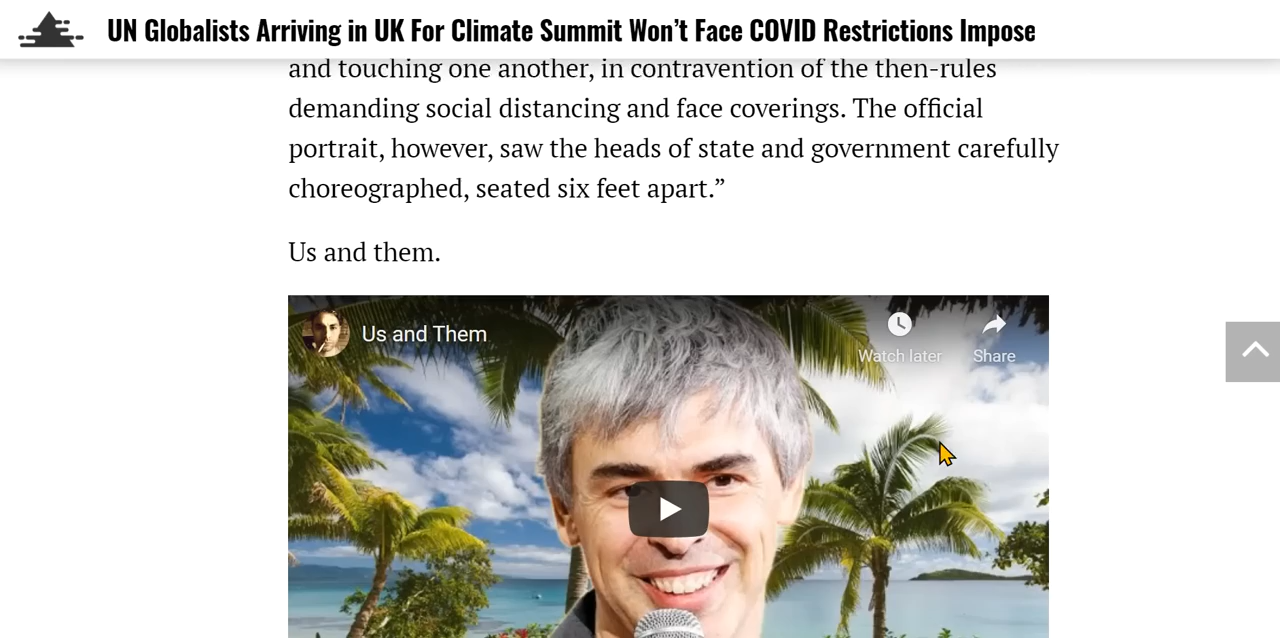 UN Globalists Arriving in UK For Climate Summit Won’t Face COVID Restrictions Impose
and touching one another, in contravention of the then-rules
demanding social distancing and face coverings. The official
portrait, however, saw the heads of state and government carefully
choreographed, seated six feet apart.”
Us and them.
Us and Them
Watch later
Share